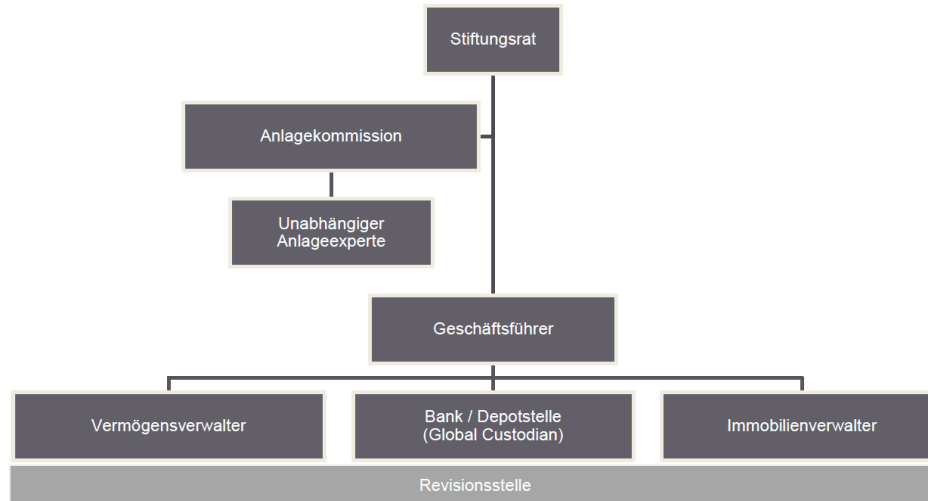 Stiftungsrat
Anlagekommission
Unabhängiger
Anlageexperte
Geschäftsführer
Vermögensverwalter
Bank / Depotstelle
(Global Custodian)
Immobilienverwalter
Revisionsstelle